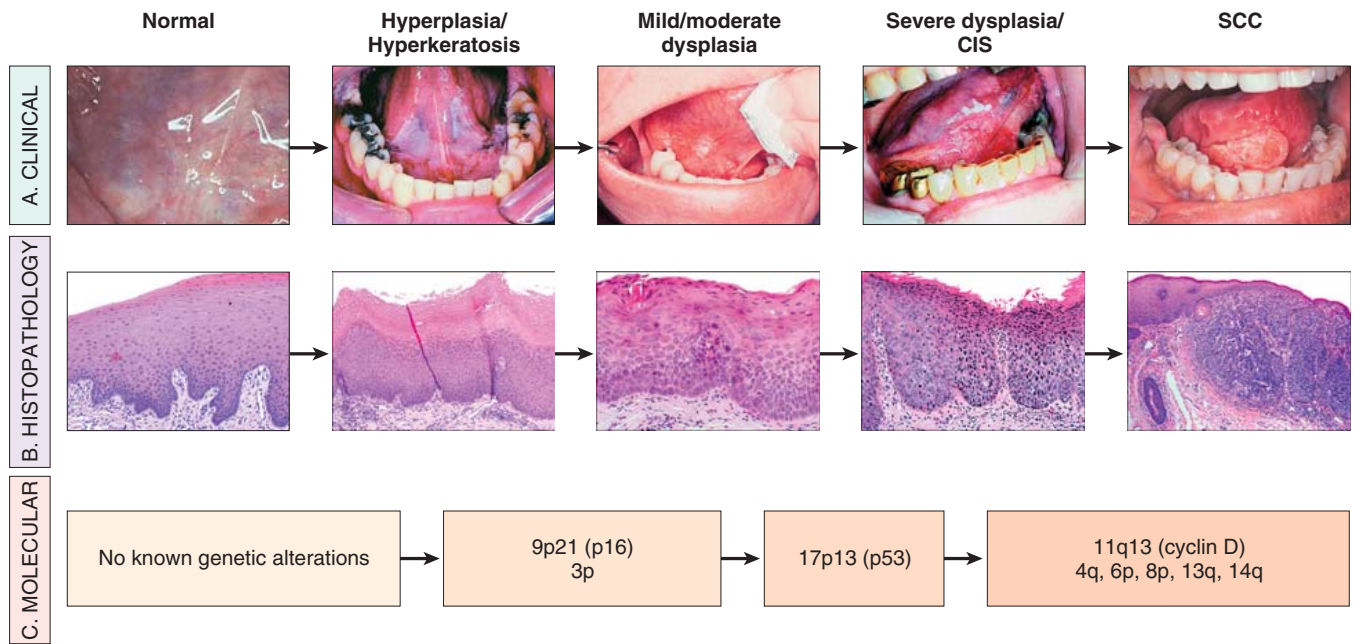 Normal
Hyperplasia/
Hyperkeratosis
Mild/moderate
dysplasia
Severe dysplasia/
CIS
SCC
A. CLINICAL
B. HISTOPATHOLOGY
C. MOLECULAR
No known genetic alterations
9p21 (p16)
3p
17p13 (p53)
11q13 (cyclin D)
4q, 6p, 8p, 13q, 14q